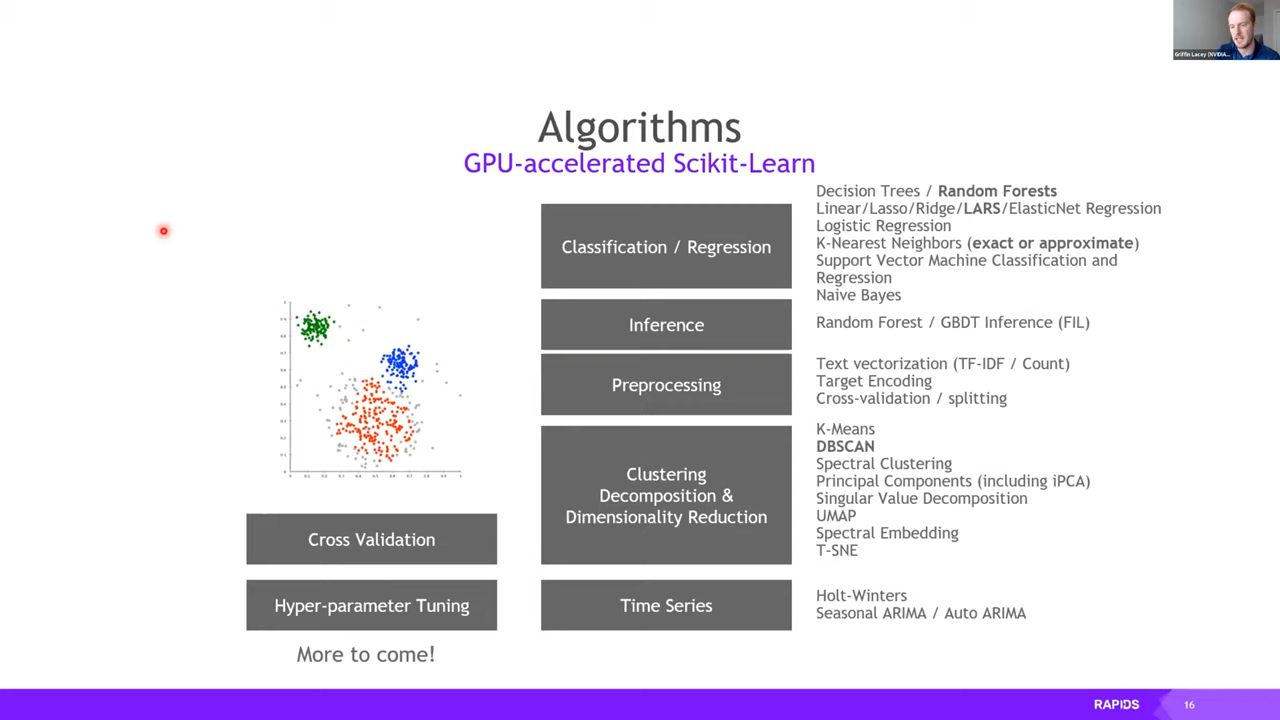 Griffin Lacey (NVIDIA...
Algorithms
GPU-accelerated Scikit-Learn
Classification / Regression
Decision Trees / Random Forests
Linear/Lasso/Ridge/LARS/ElasticNet Regression
Logistic Regression
K-Nearest Neighbors (exact or approximate)
Support Vector Machine Classification and
Regression
Naive Bayes
Inference
Random Forest / GBDT Inference (FIL)
Preprocessing
Text vectorization (TF-IDF / Count)
Target Encoding
Cross-validation / splitting
Clustering
Decomposition &
Dimensionality Reduction
K-Means
DBSCAN
Spectral Clustering
Principal Components (including iPCA)
Singular Value Decomposition
UMAP
Spectral Embedding
T-SNE
Cross Validation
Hyper-parameter Tuning
Time Series
Holt-Winters
Seasonal ARIMA / Auto ARIMA
More to come!
RAPIDS
16